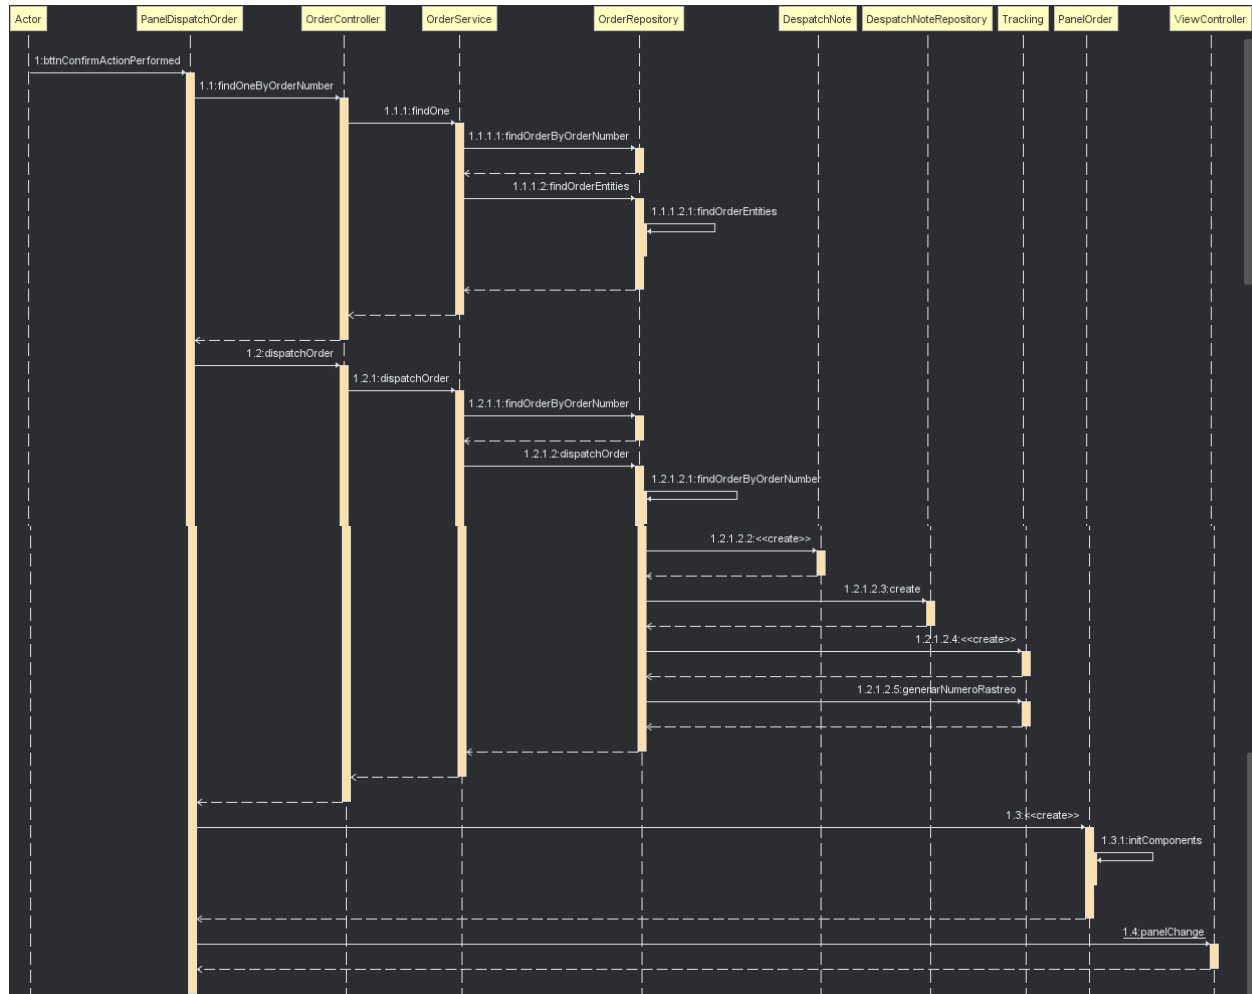 Actor
PanelDispatchOrder
OrderController
OrderService
OrderRepository
DespatchNote
DespatchNoteRepository
Tracking
PanelOrder
ViewController
1:bttnConfirmActionPerformed
1.1:findOneByOrderNumber
1.1.1:findOne
1.1.1.1:findOrderByOrderNumber
1.1.1.2:findOrderEntities
1.1.1.2.1:findOrderEntities
1.2:dispatchOrder
1.2.1:dispatchOrder
1.2.1.1:findOrderByOrderNumber
1.2.1.2:dispatchOrder
1.2.1.2.1:findOrderByOrderNumber
1.2.1.2.2:<<create>>
1.2.1.2.3:create
1.2.1.2.4:<<create>>
1.2.1.2.5:generarNumeroRastreo
1.3:<<create>>
1.3.1:initComponents
1.4:panelChange